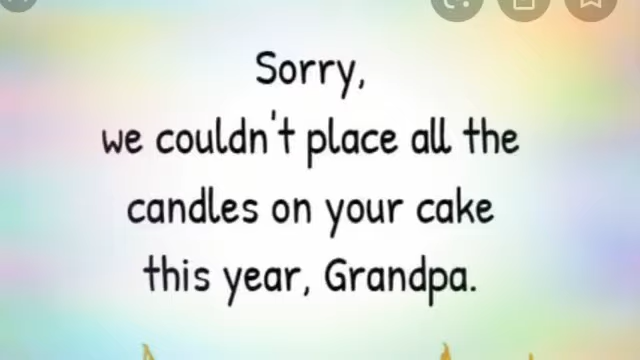 Sorry,
we couldn't place all the
candles on your cake
this year, Grandpa.